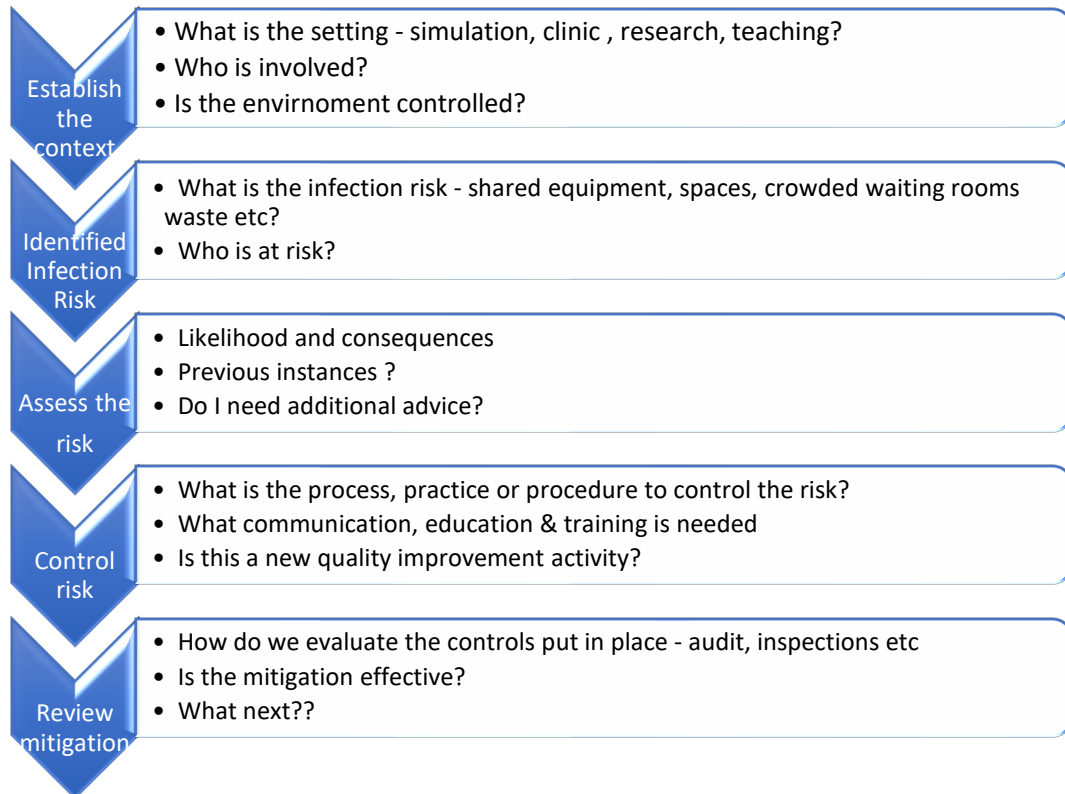 Establish
the
context
• What is the setting - simulation, clinic , research, teaching?
• Who is involved?
• Is the envirnoment controlled?
Identified
Infection
Risk
• What is the infection risk - shared equipment, spaces, crowded waiting rooms
waste etc?
• Who is at risk?
Assess the
risk
• Likelihood and consequences
• Previous instances ?
• Do I need additional advice?
Control
risk
• What is the process, practice or procedure to control the risk?
• What communication, education & training is needed
• Is this a new quality improvement activity?
Review
mitigation
• How do we evaluate the controls put in place - audit, inspections etc
• Is the mitigation effective?
• What next??